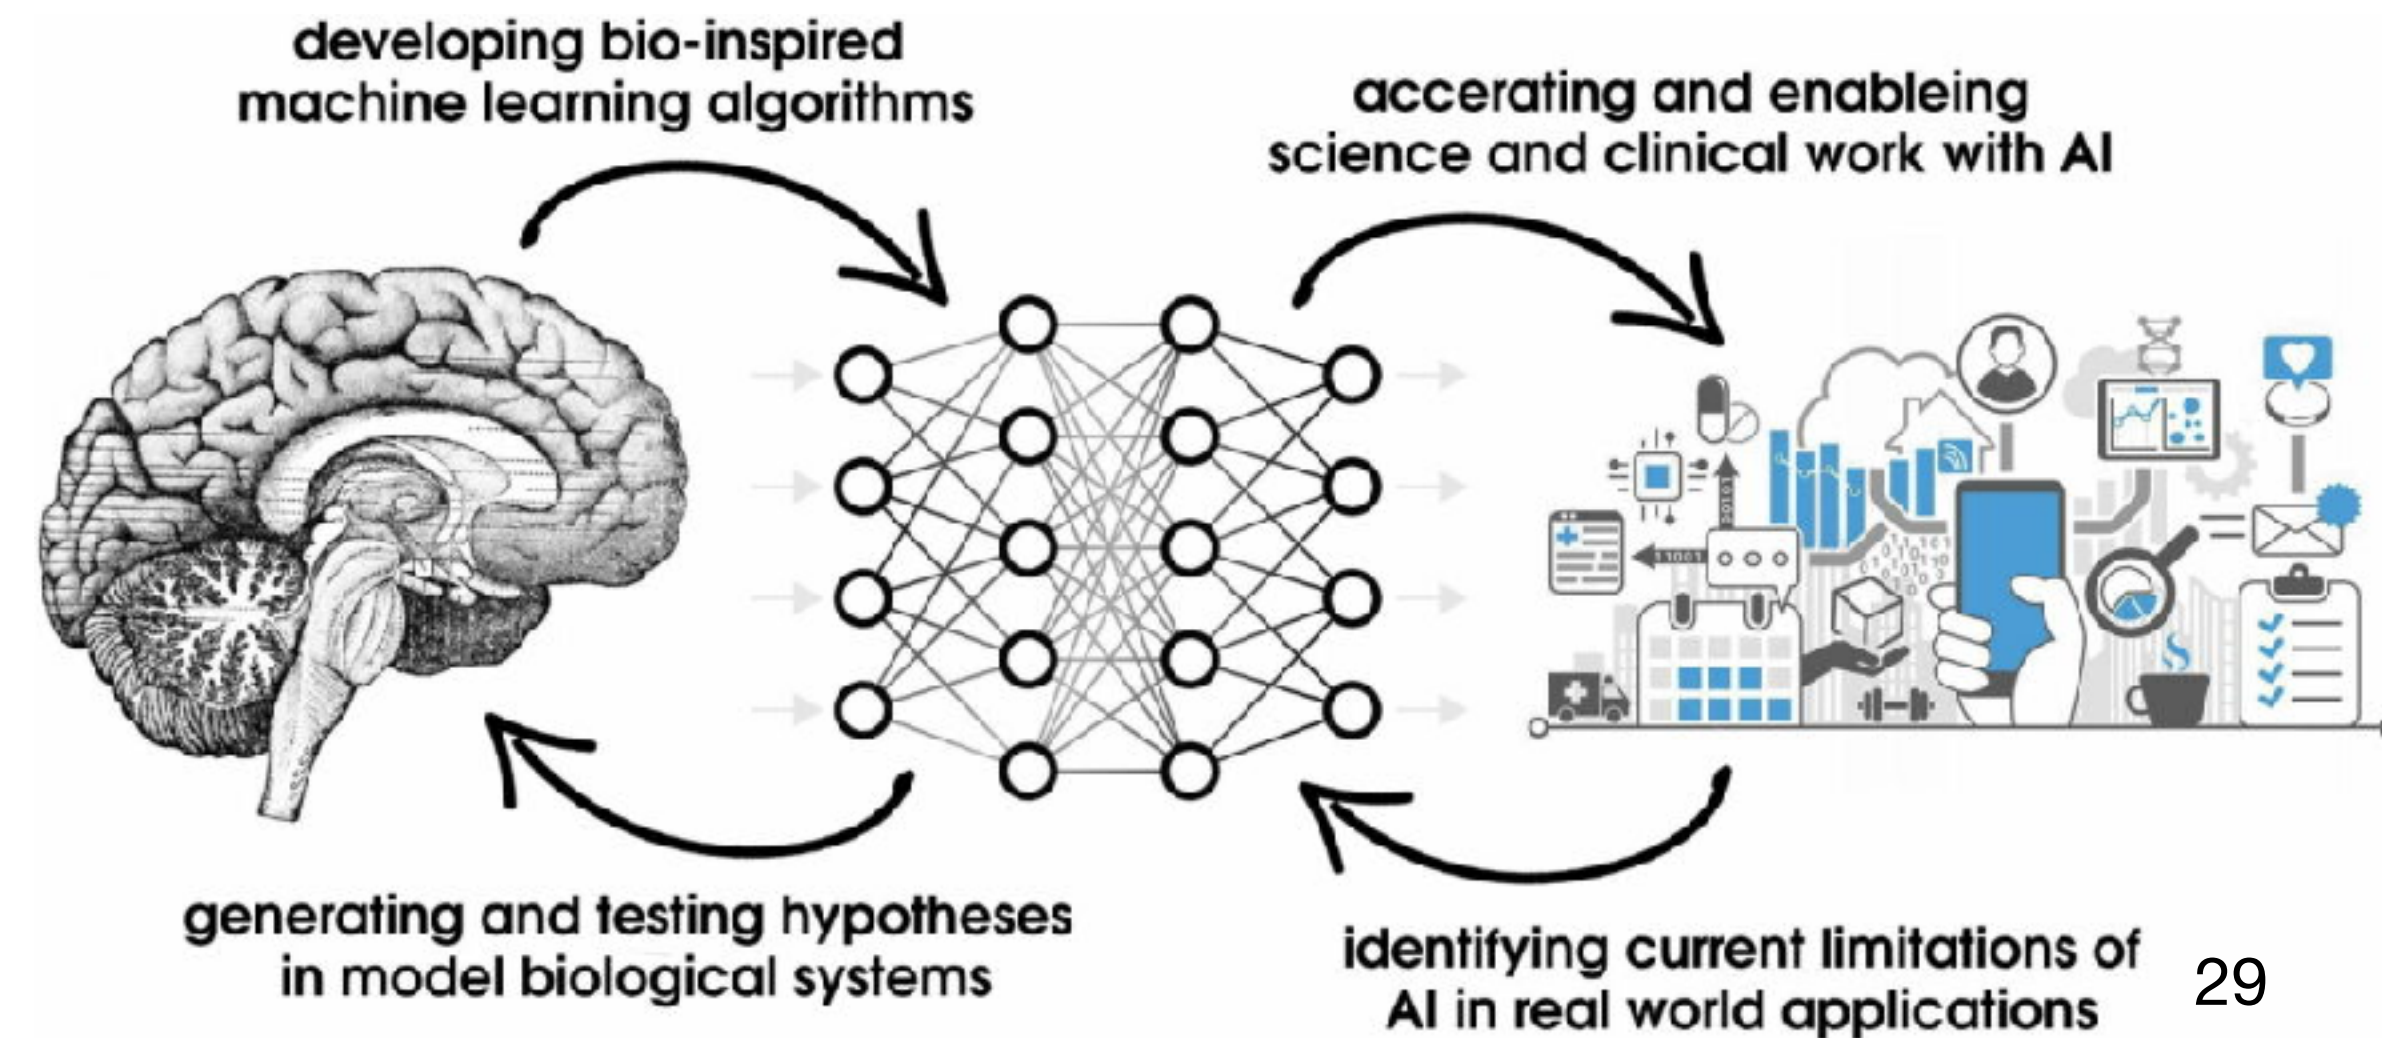 developing bio-inspired
machine learning algorithms
accerating and enableing
science and clinical work with AI
generating and testing hypotheses
in model biological systems
identifying current limitations of
AI in real world applications
29